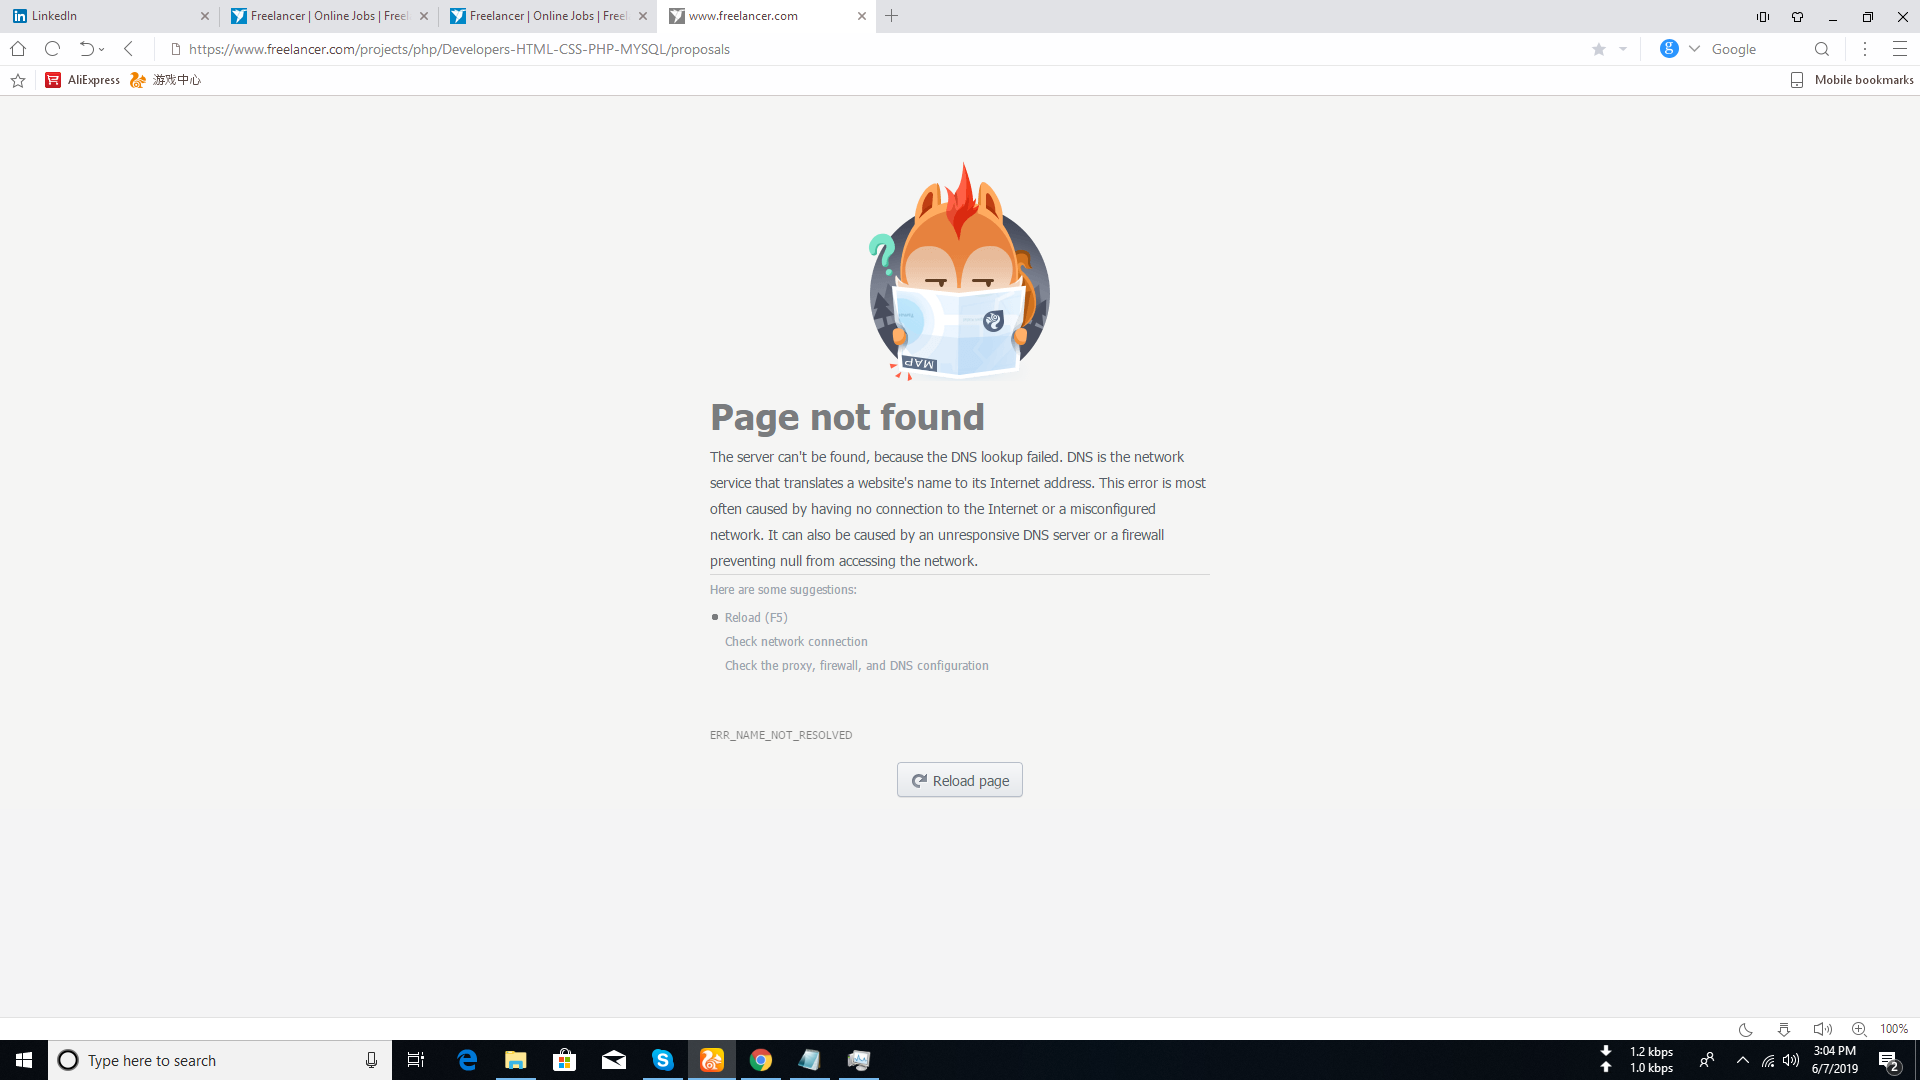 LinkedIn
Freelancer | Online Jobs | Freel
Freelancer | Online Jobs | Freel
www.freelancer.com
https://www.freelancer.com/projects/php/Developers-HTML-CSS-PHP-MYSQL/proposals
Google
AliExpress
游戏中心
Mobile bookmarks
MAP
Page not found
The server can't be found, because the DNS lookup failed. DNS is the network
service that translates a website's name to its Internet address. This error is most
often caused by having no connection to the Internet or a misconfigured
network. It can also be caused by an unresponsive DNS server or a firewall
preventing null from accessing the network.
Here are some suggestions:
Reload (F5)
Check network connection
Check the proxy, firewall, and DNS configuration
ERR_NAME_NOT_RESOLVED
Reload page
100%
Type here to search
1.2 kbps
1.0 kbps
3:04 PM
6/7/2019
2